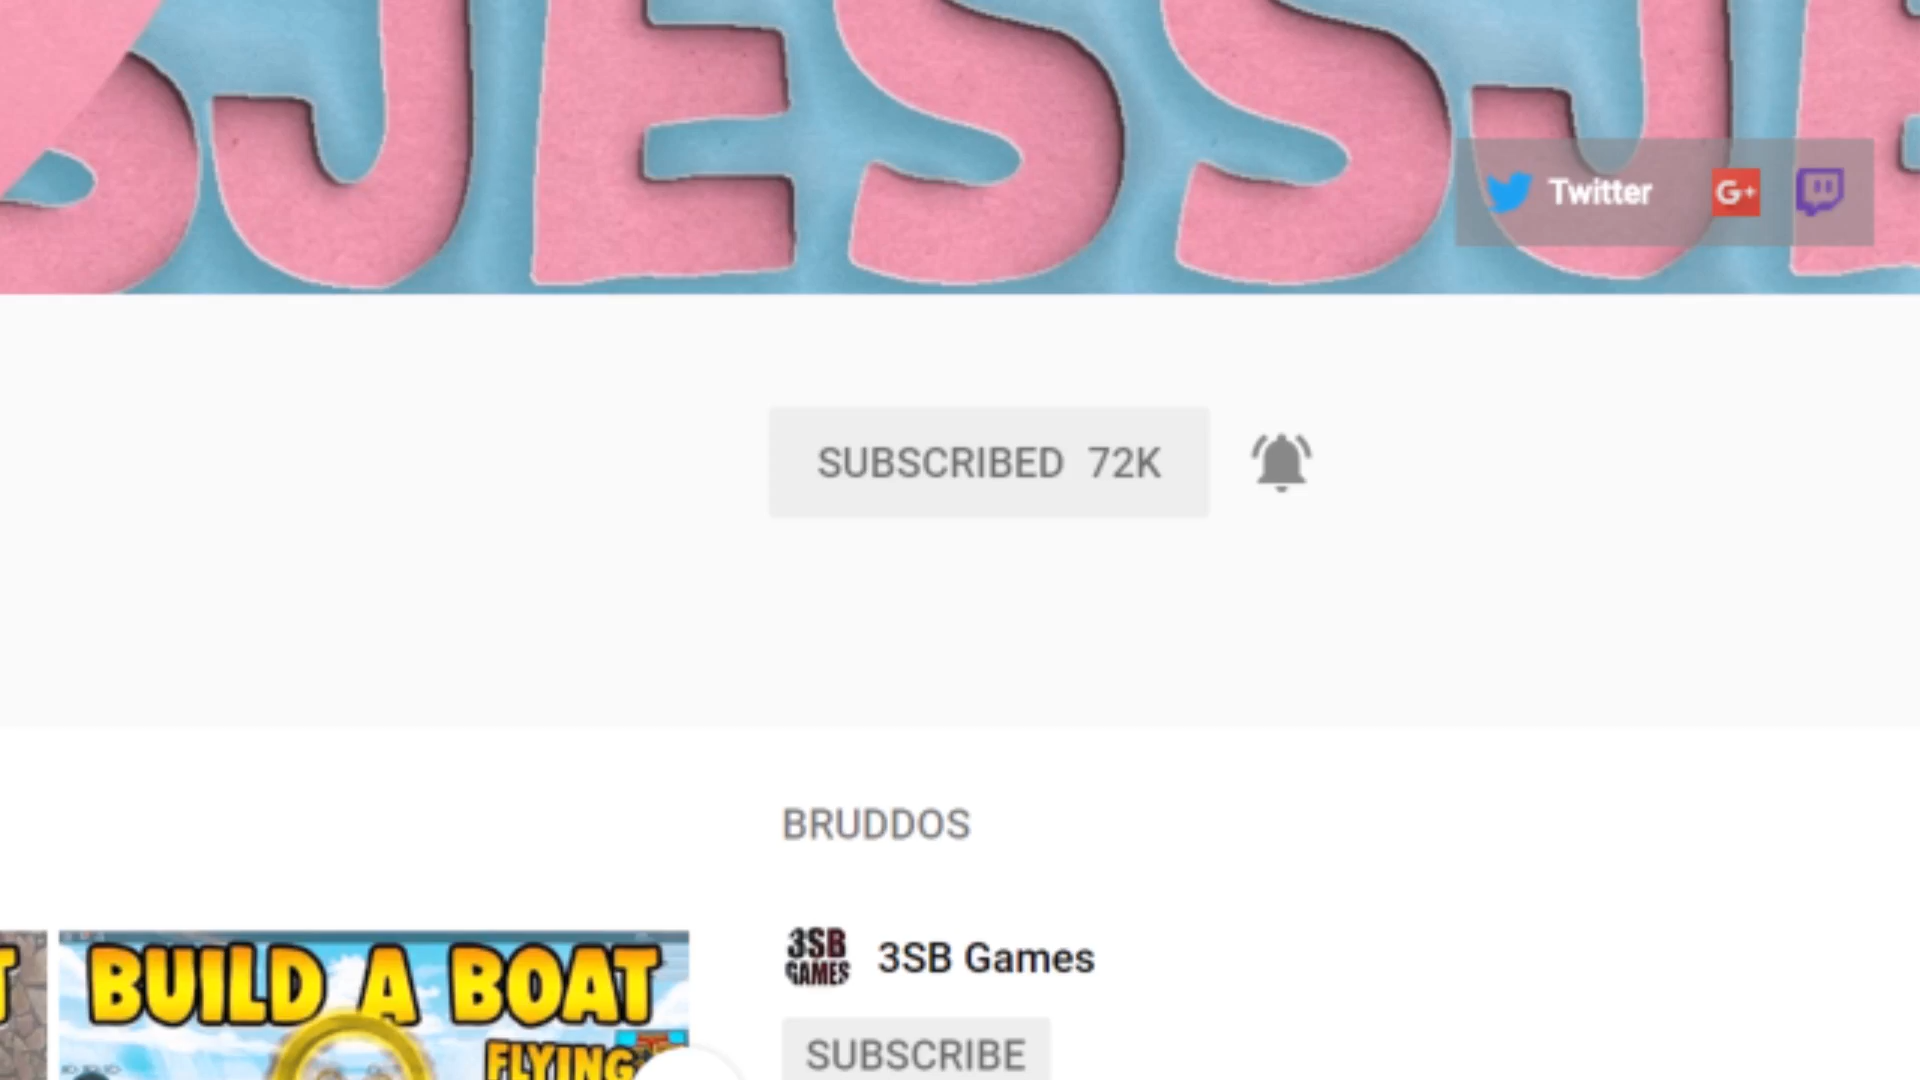 JESSJE
Twitter
G+
SUBSCRIBED 72K
BRUDDOS
3SB
GAMES
3SB Games
SUBSCRIBE
BUILD A BOAT
FLYING